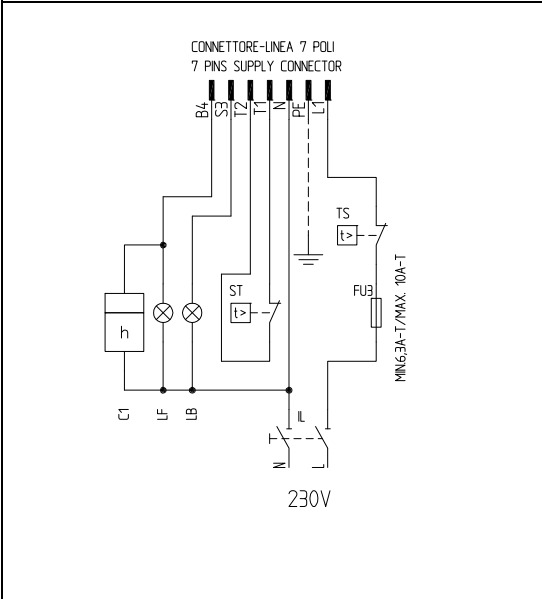 CONNETTORE-LINEA 7 POLI
7 PINS SUPPLY CONNECTOR
B4
S3
T2
T1
N
PE
L1
TS
t>
FU3
MIN.6,3A-T/MAX. 10A-T
ST
t>
h
C1
LF
LB
IL
N
L
230V